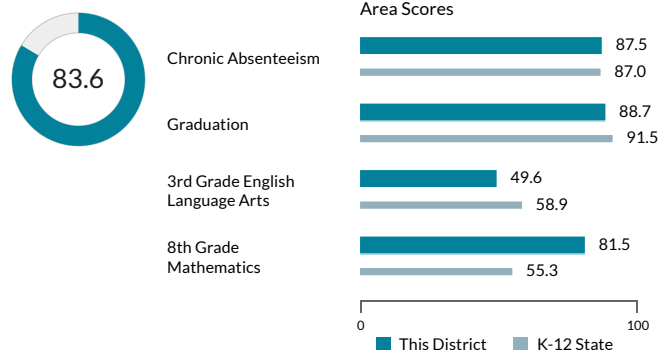 Area Scores
83.6
Chronic Absenteeism
87.5
87.0
Graduation
88.7
91.5
3rd Grade English
Language Arts
49.6
58.9
8th Grade
Mathematics
81.5
55.3
0 100
This District K-12 State